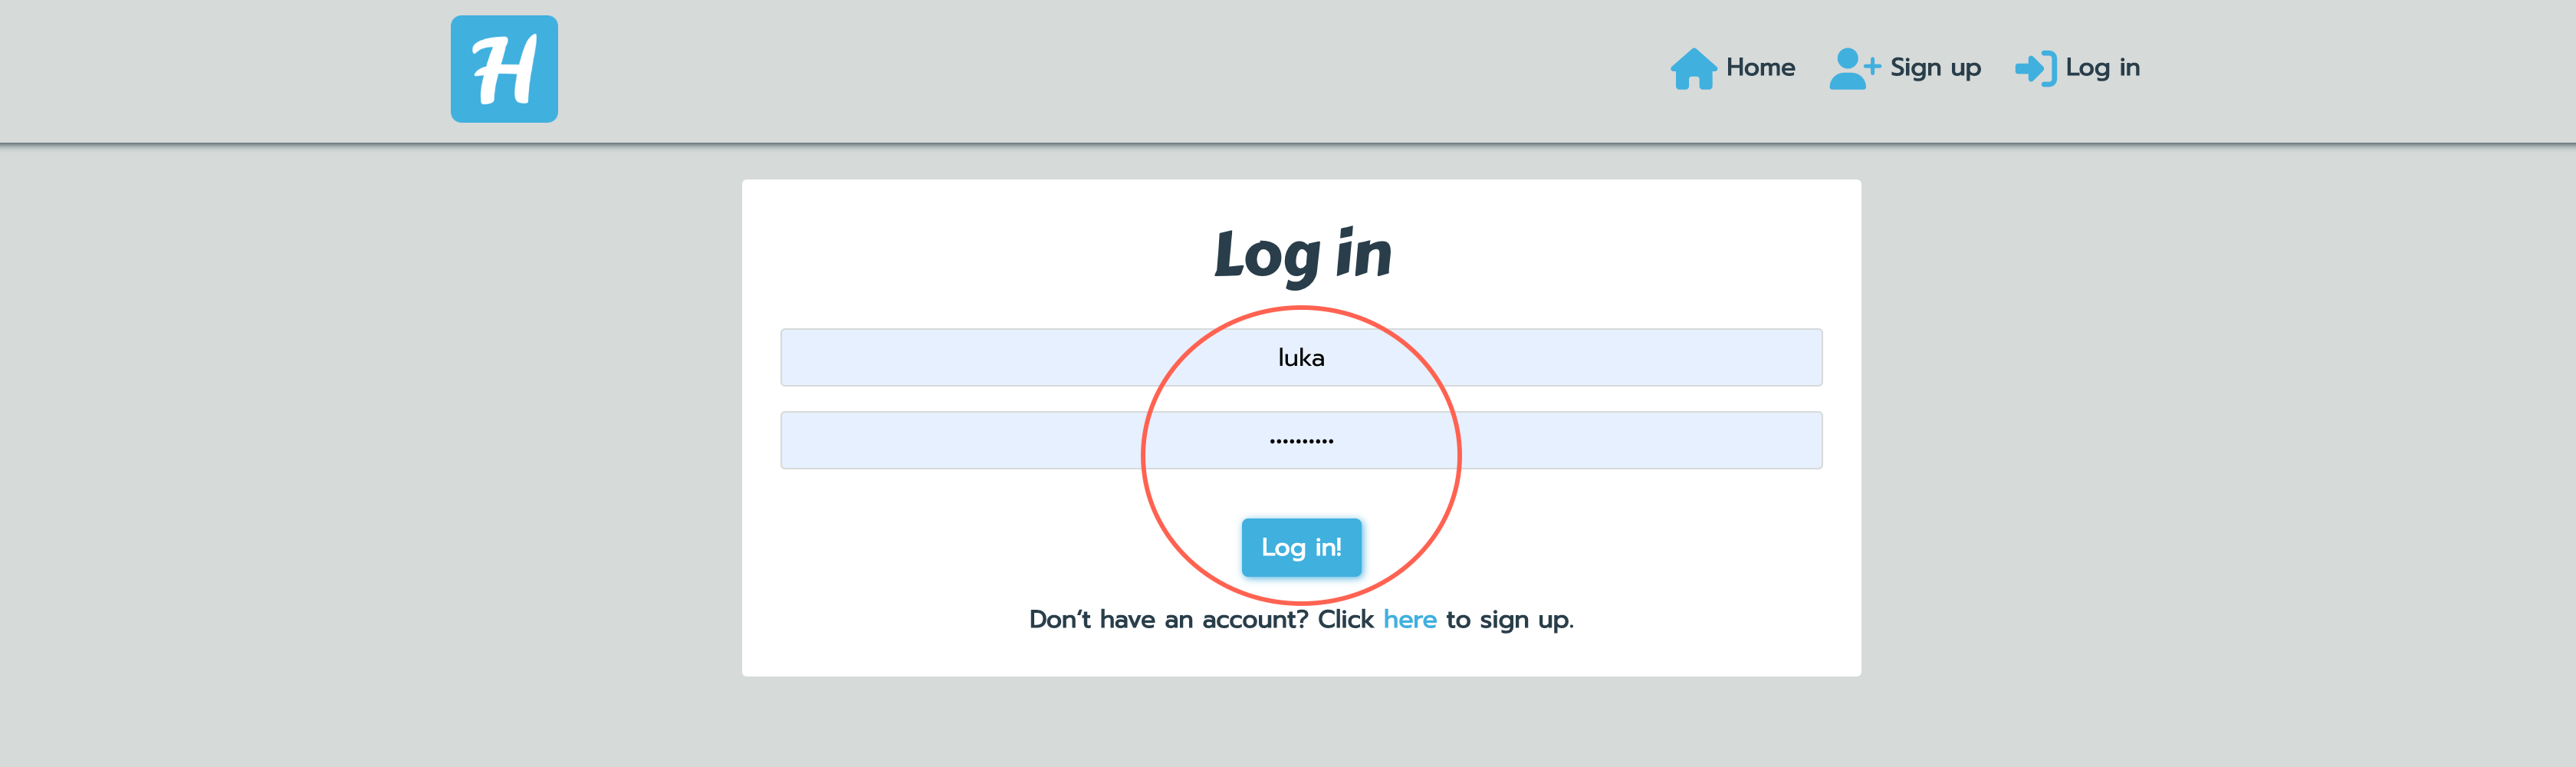 H
Home Sign up Log in
Log in
luka
••••••••••
Log in!
Don’t have an account? Click here to sign up.